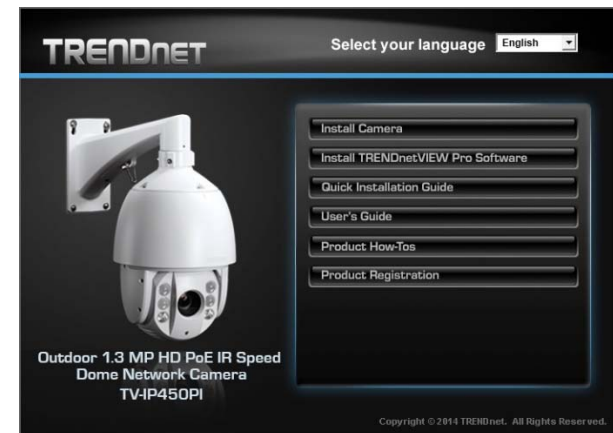 TRENDnet
Select your language English
Install Camera
Install TRENDnetVIEW Pro Software
Quick Installation Guide
User's Guide
Product How-Tos
Product Registration
Outdoor 1.3 MP HD PoE IR Speed
Dome Network Camera
TV-IP450PI
Copyright © 2014 TRENDnet. All Rights Reserved.